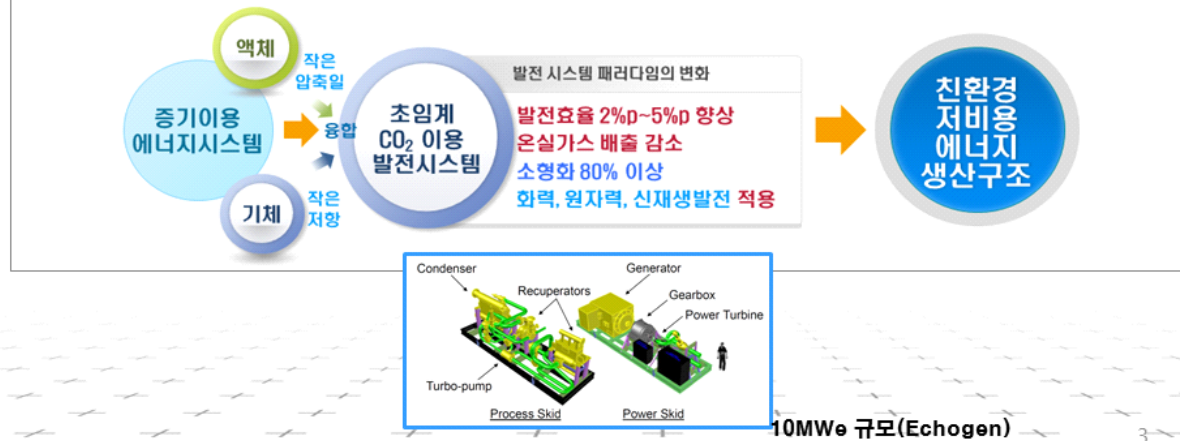 액체
작은
압축일
증기이용
에너지시스템
융합
기체
작은
저항
초임계
CO₂ 이용
발전시스템
발전 시스템 패러다임의 변화
발전효율 2%p~5%p 향상
온실가스 배출 감소
소형화 80% 이상
화력, 원자력, 신재생발전 적용
친환경
저비용
에너지
생산구조
Condenser
Recuperators
Turbo-pump
Process Skid
Generator
Gearbox
Power Turbine
Power Skid
10MWe 규모(Echogen)
3